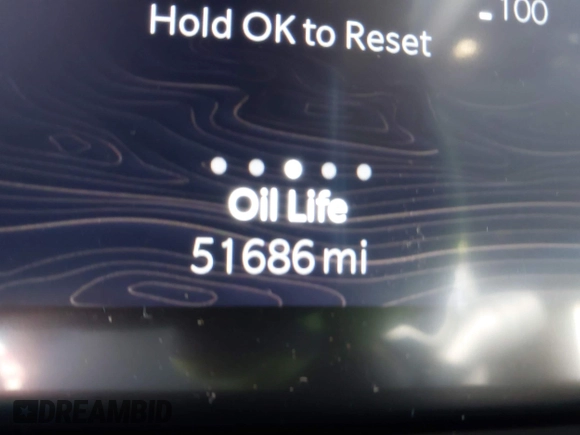 100
Hold OK to Reset
Oil Life
51686 mi
DREAMBID